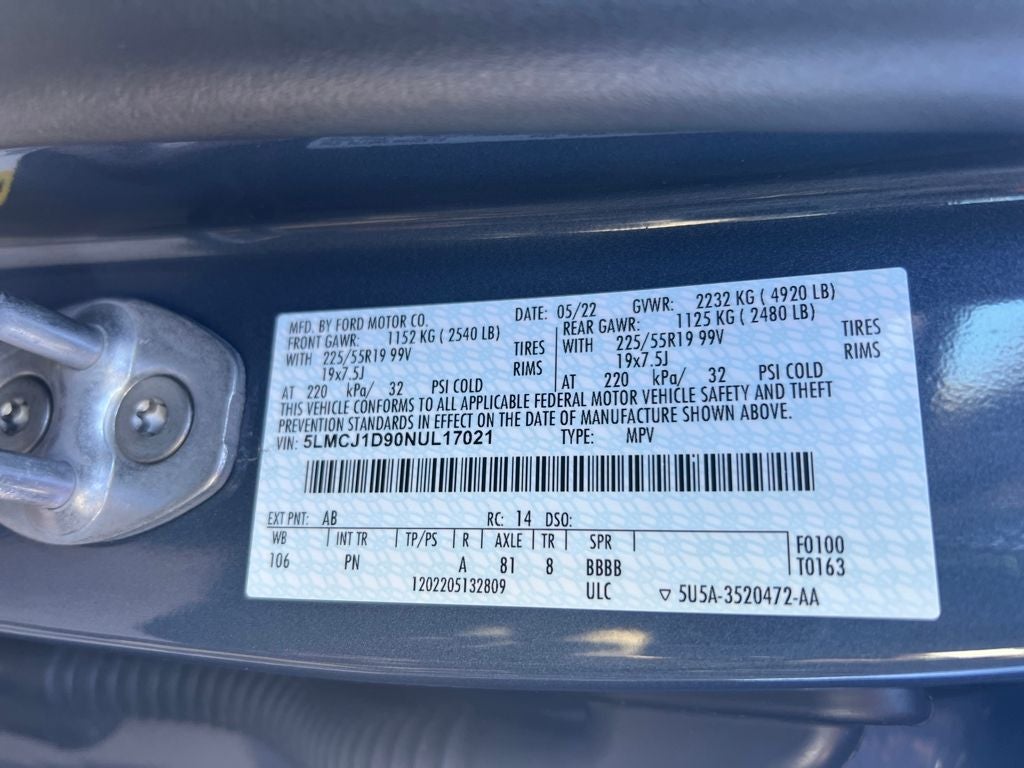 MFD. BY FORD MOTOR CO. DATE: 05/22 GVWR: 2232 KG ( 4920 LB)
FRONT GAWR: 1152 KG ( 2540 LB) REAR GAWR: 1125 KG ( 2480 LB)
WITH 225/55R19 99V TIRES WITH 225/55R19 99V TIRES
19x7.5J RIMS 19x7.5J RIMS
AT 220 kPa/ 32 PSI COLD AT 220 kPa/ 32 PSI COLD
THIS VEHICLE CONFORMS TO ALL APPLICABLE FEDERAL MOTOR VEHICLE SAFETY AND THEFT
PREVENTION STANDARDS IN EFFECT ON THE DATE OF MANUFACTURE SHOWN ABOVE.
VIN: 5LMCJ1D90NUL17021 TYPE: MPV
EXT PNT: AB RC: 14 DSO:
WB INT TR TP/PS R AXLE TR SPR F0100
106 PN A 81 8 BBBB T0163
1202205132809 ULC ▽ 5U5A-3520472-AA